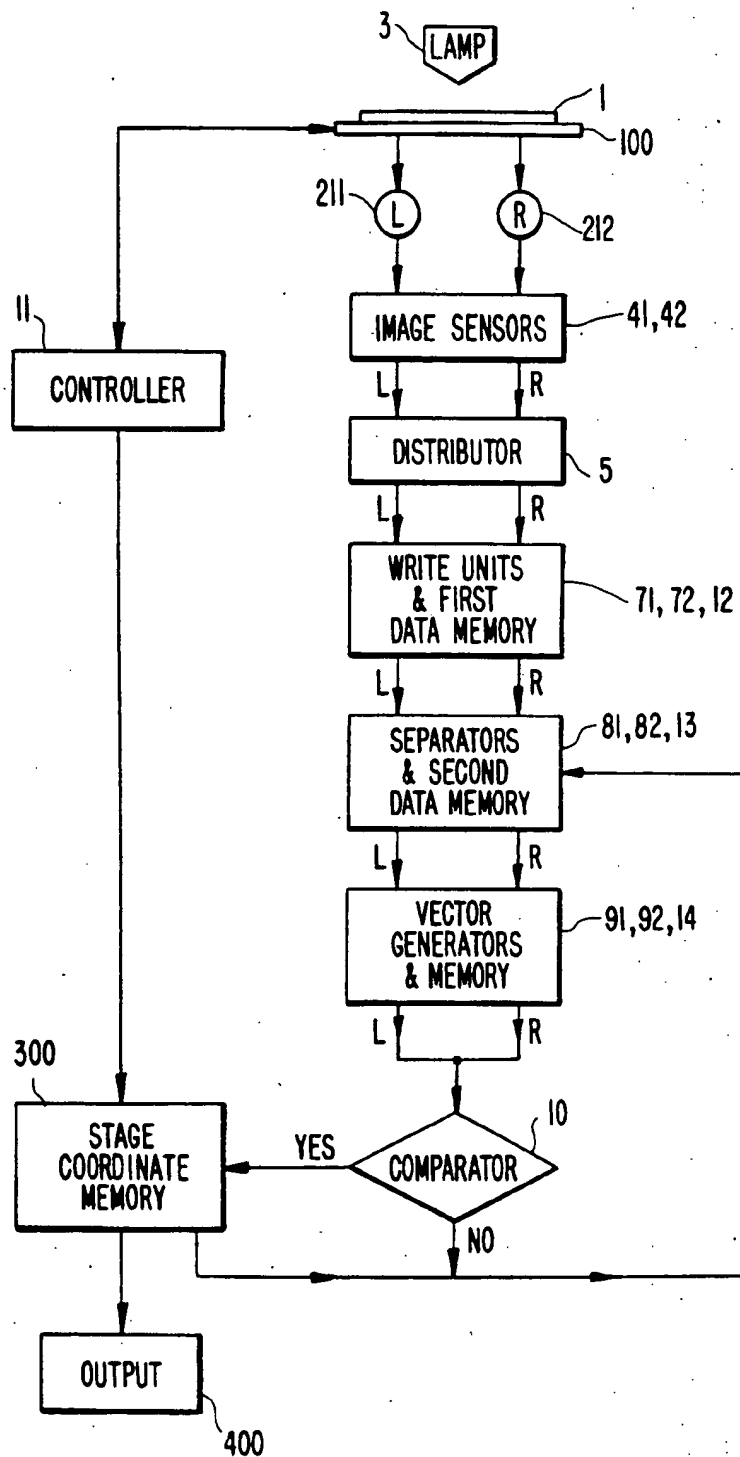 3
LAMP
1
100
211
L
R
212
11
CONTROLLER
IMAGE SENSORS
41, 42
L
R
DISTRIBUTOR
5
L
R
WRITE UNITS
& FIRST
DATA MEMORY
71, 72, 12
L
R
SEPARATORS
& SECOND
DATA MEMORY
81, 82, 13
L
R
VECTOR
GENERATORS
& MEMORY
91, 92, 14
L
R
300
STAGE
COORDINATE
MEMORY
YES
COMPARATOR
10
NO
OUTPUT
400